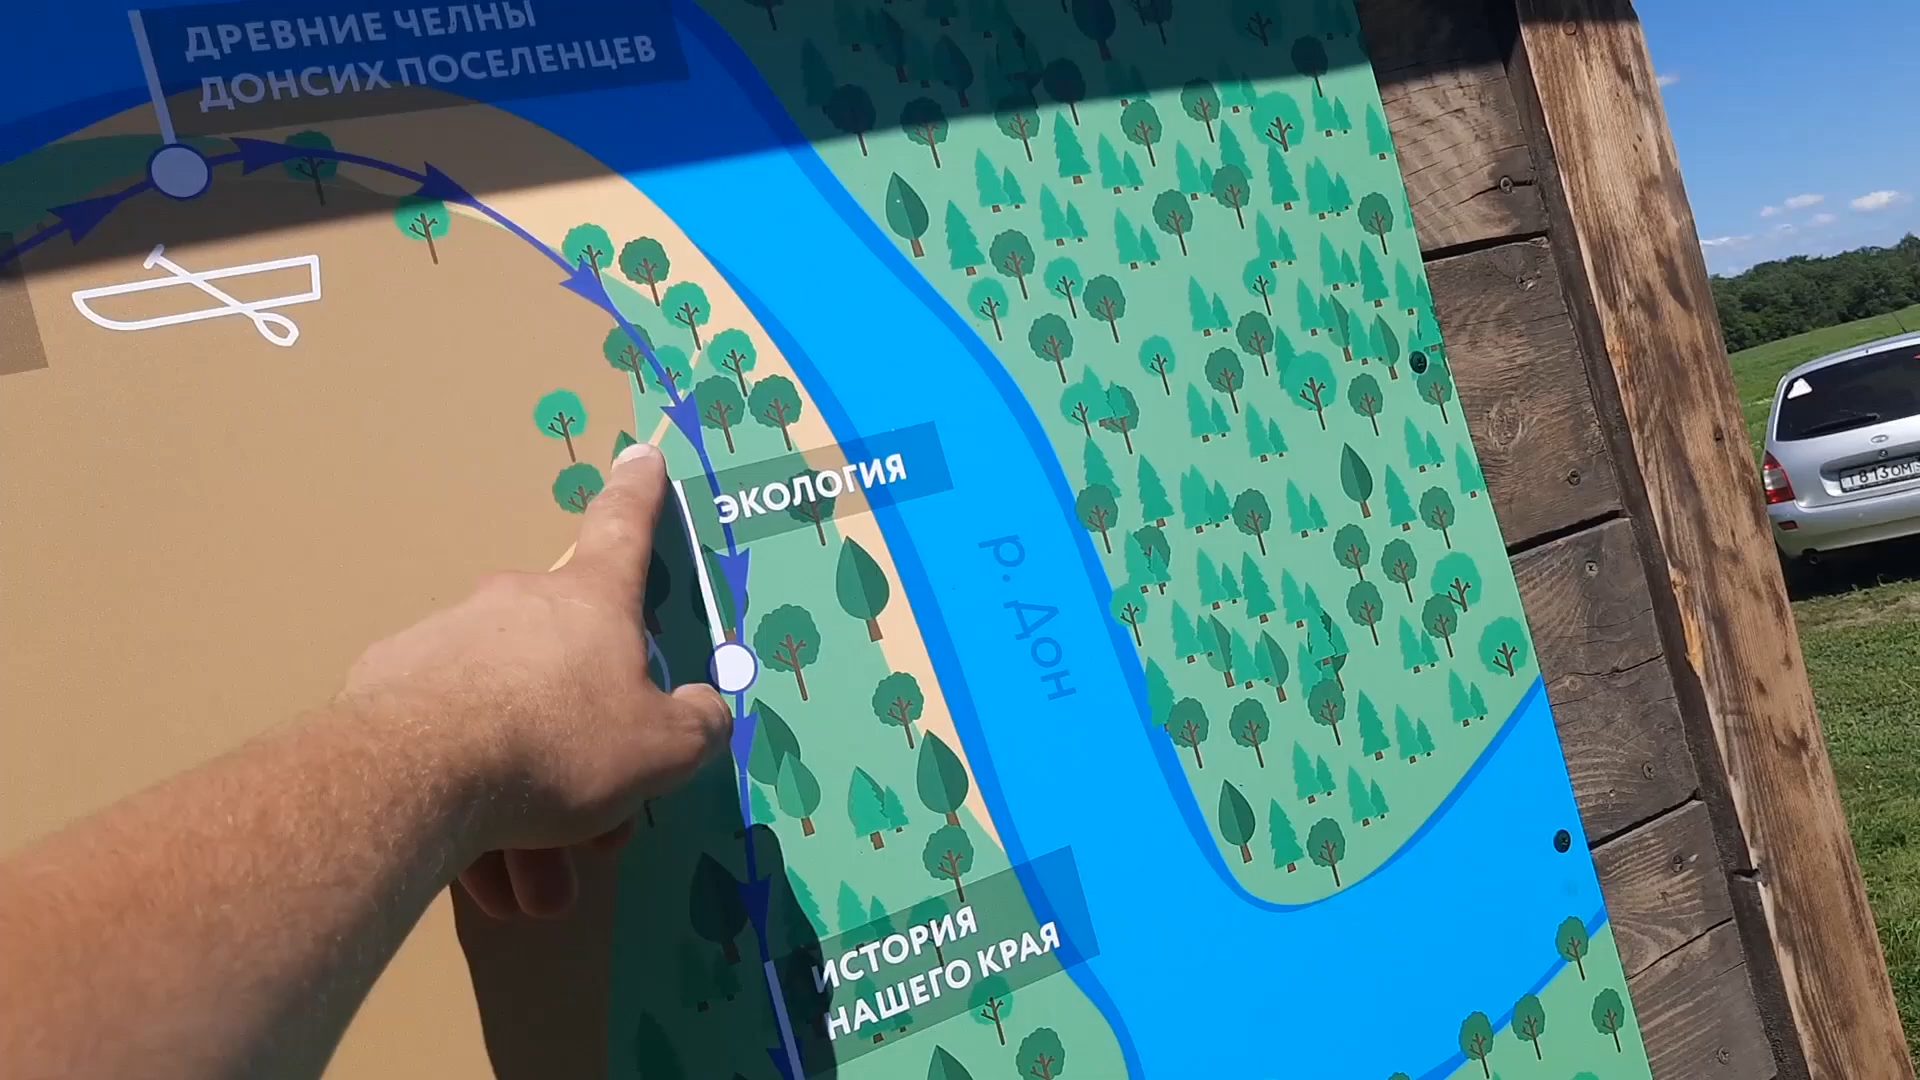 ДРЕВНИЕ ЧЕЛНЫ
ДОНСИХ ПОСЕЛЕНЦЕВ
ЭКОЛОГИЯ
р. Дон
ИСТОРИЯ
НАШЕГО КРАЯ
Т813ОМ